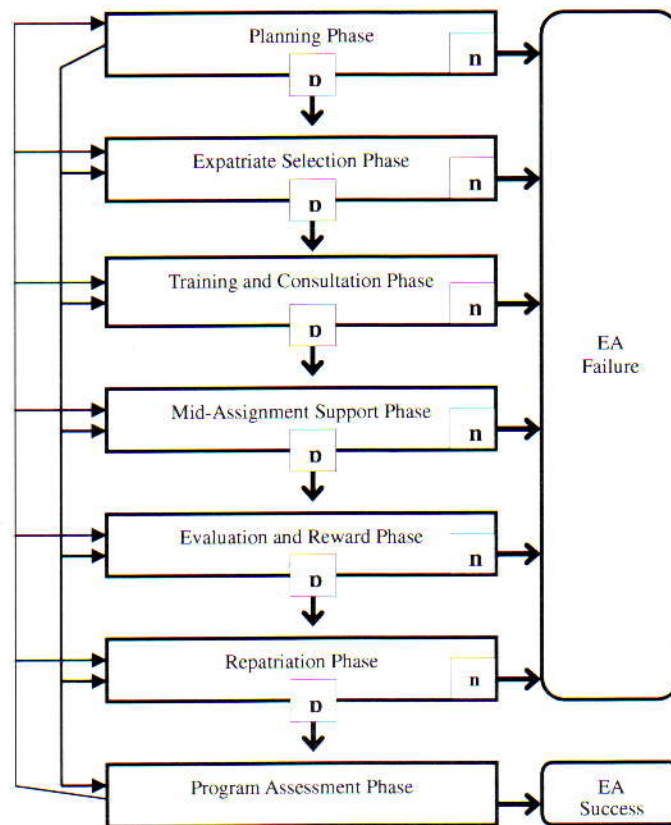 Planning Phase
n
p
Expatriate Selection Phase
n
p
Training and Consultation Phase
n
p
EA
Failure
Mid-Assignment Support Phase
n
p
Evaluation and Reward Phase
n
p
Repatriation Phase
n
p
Program Assessment Phase
EA
Success